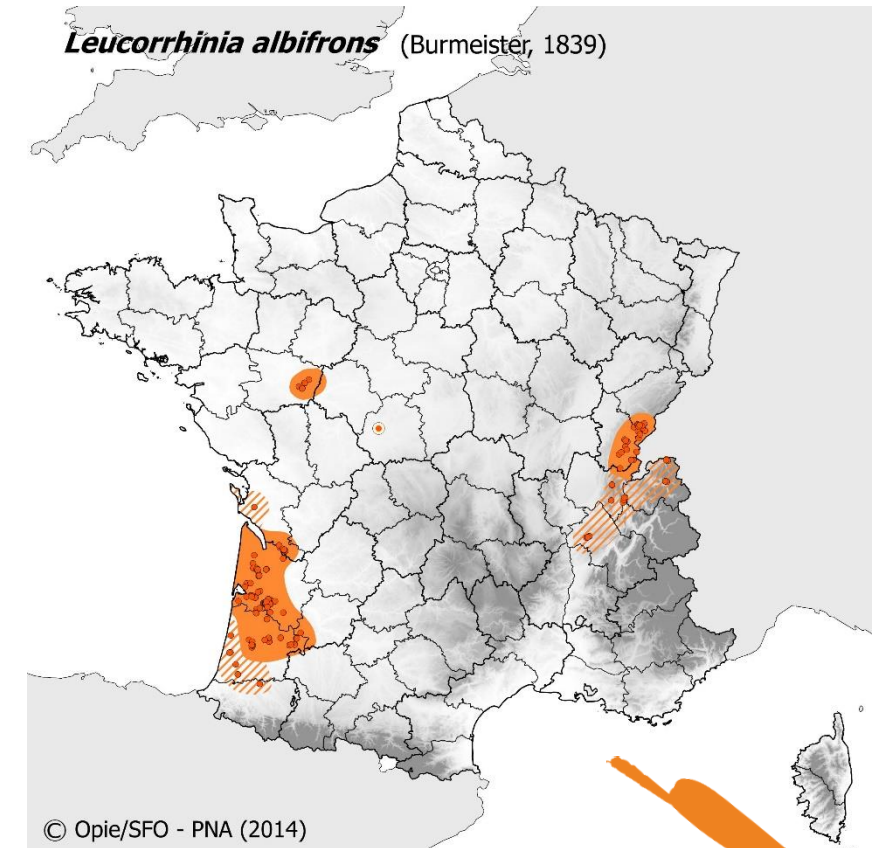 Leucorrhinia albifrons (Burmeister, 1839)
© Opie/SFO - PNA (2014)